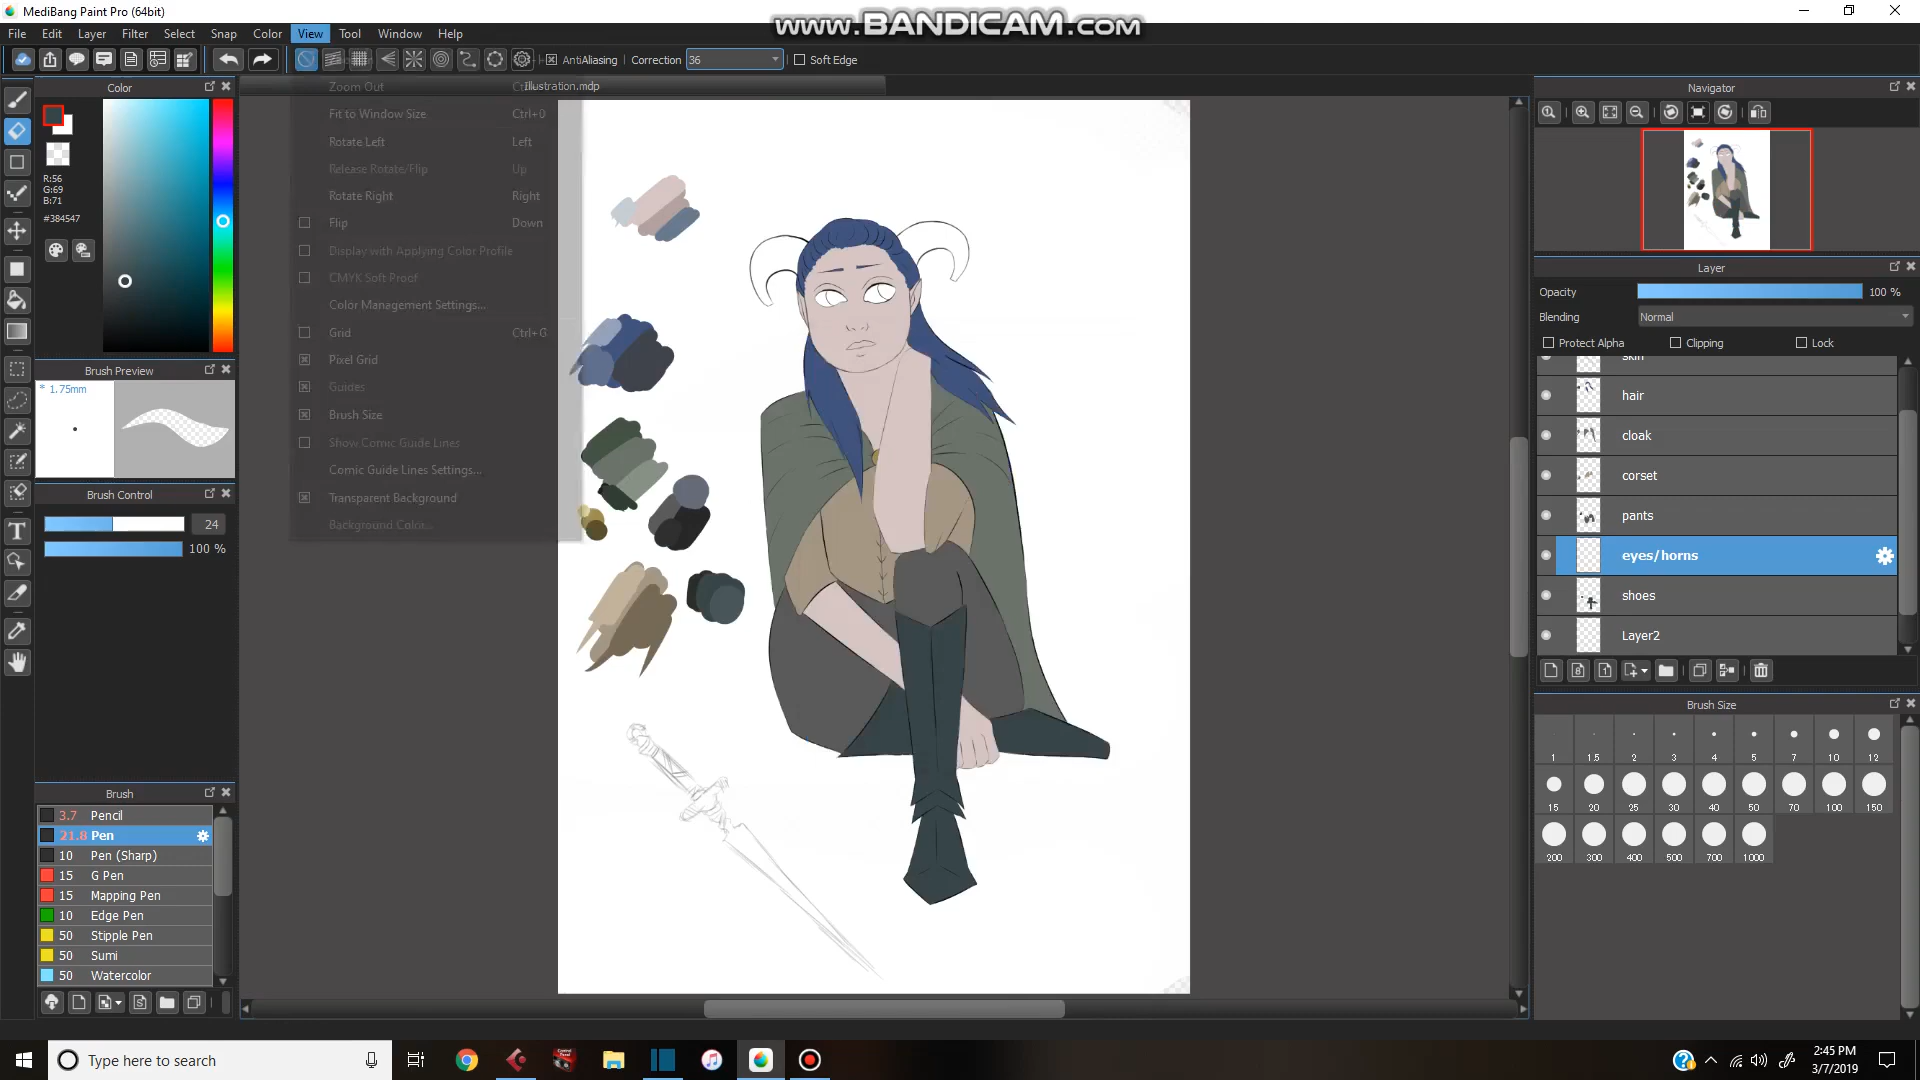 MediBang Paint Pro (64bit)
www.BANDICAM.com
File Edit Layer Filter Select Snap Color View Tool Window Help
AntiAliasing Correction 36 Soft Edge
Color
Illustration.mdp
Navigator
R:56
G:69
B:71
#384547
Zoom Out
Fit to Window Size Ctrl+0
Rotate Left Left
Release Rotate/Flip Up
Rotate Right Right
Flip Down
Display with Applying Color Profile
CMYK Soft Proof
Color Management Settings...
Grid Ctrl+G
Pixel Grid
Guides
Brush Size
Show Comic Guide Lines
Comic Guide Lines Settings...
Transparent Background
Background Color...
Brush Preview
* 1.75mm
Brush Control
24
100 %
Brush
3.7 Pencil
21.8 Pen
10 Pen (Sharp)
15 G Pen
15 Mapping Pen
10 Edge Pen
50 Stipple Pen
50 Sumi
50 Watercolor
Layer
Opacity 100 %
Blending Normal
Protect Alpha Clipping Lock
skin
hair
cloak
corset
pants
eyes/horns
shoes
Layer2
Brush Size
1 1.5 2 3 4 5 7 10 12
15 20 25 30 40 50 70 100 150
200 300 400 500 700 1000
Type here to search
2:45 PM
3/7/2019